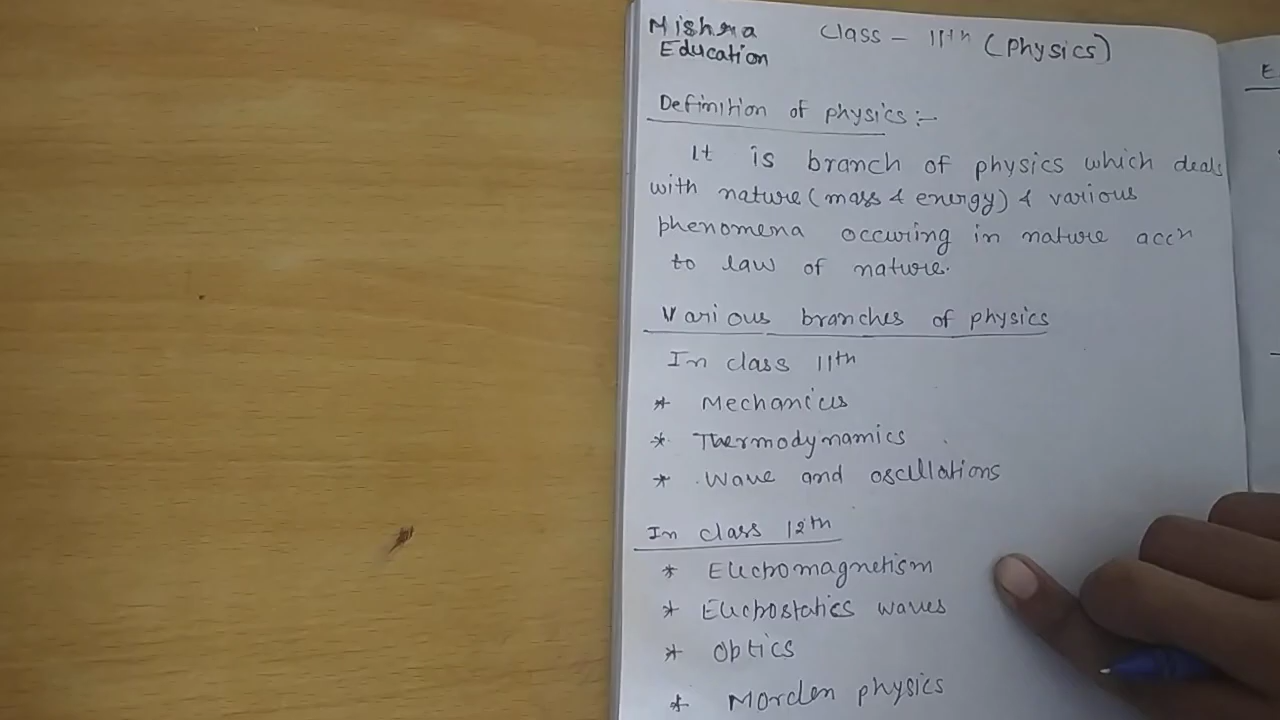 Mishra Class - 11th (Physics)
Education
Definition of physics :-
It is branch of physics which deals
with nature (mass & energy) & various
phenomena occuring in nature accn
to law of nature.
Various branches of physics
In class 11th
* Mechanics
* Thermodynamics
* Wave and oscillations
In class 12th
* Electromagnetism
* Electrostatics waves
* Optics
* Morden physics
E